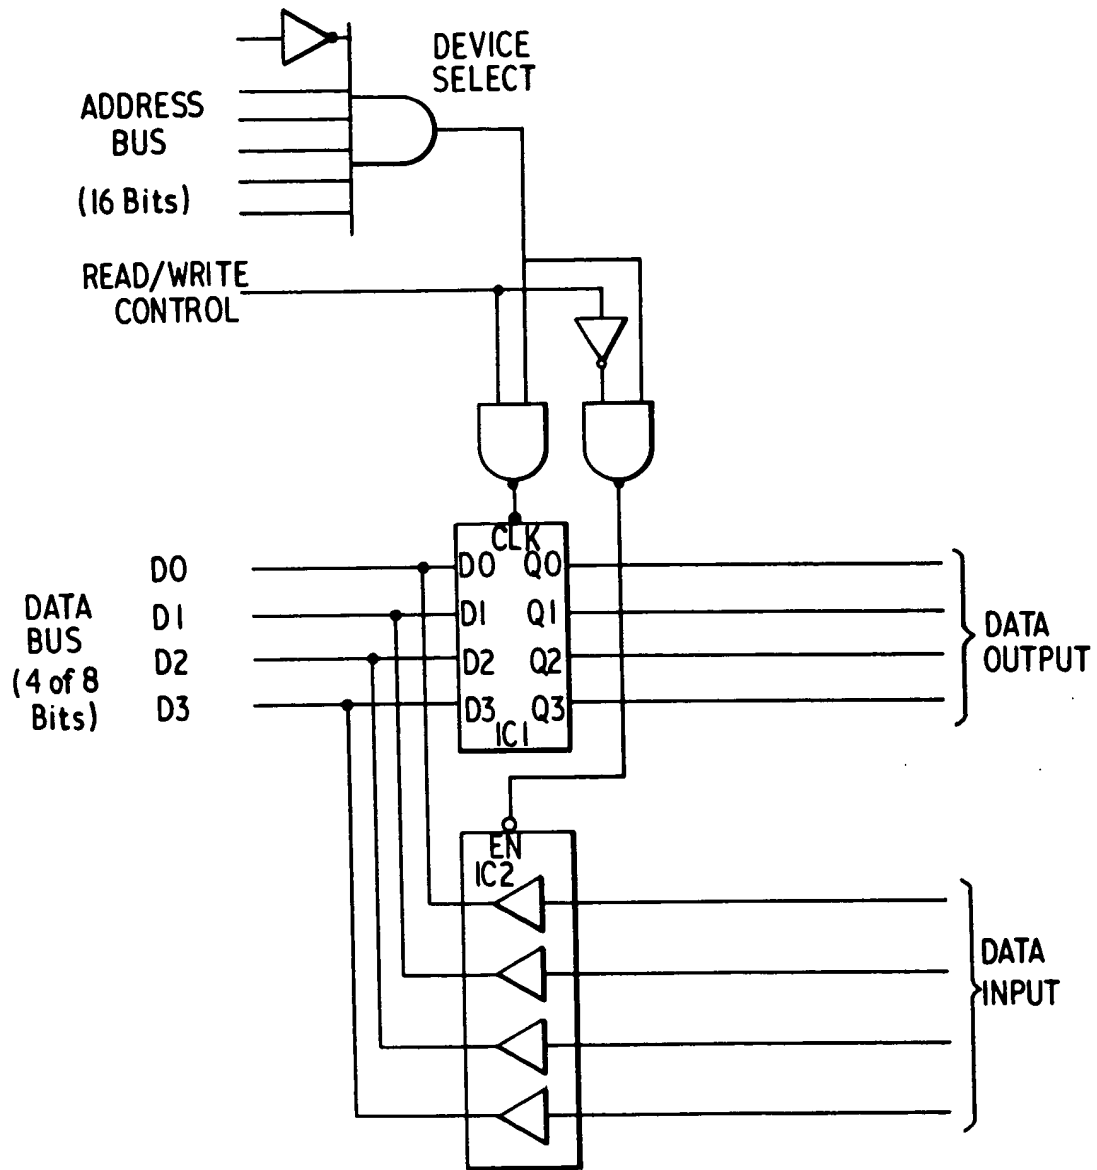 DEVICE
SELECT
ADDRESS
BUS
(16 Bits)
READ/WRITE
CONTROL
CLK
D0 D0 Q0
D1 D1 Q1
D2 D2 Q2
D3 D3 Q3
IC1
DATA
BUS
(4 of 8
Bits)
DATA
OUTPUT
EN
IC2
DATA
INPUT